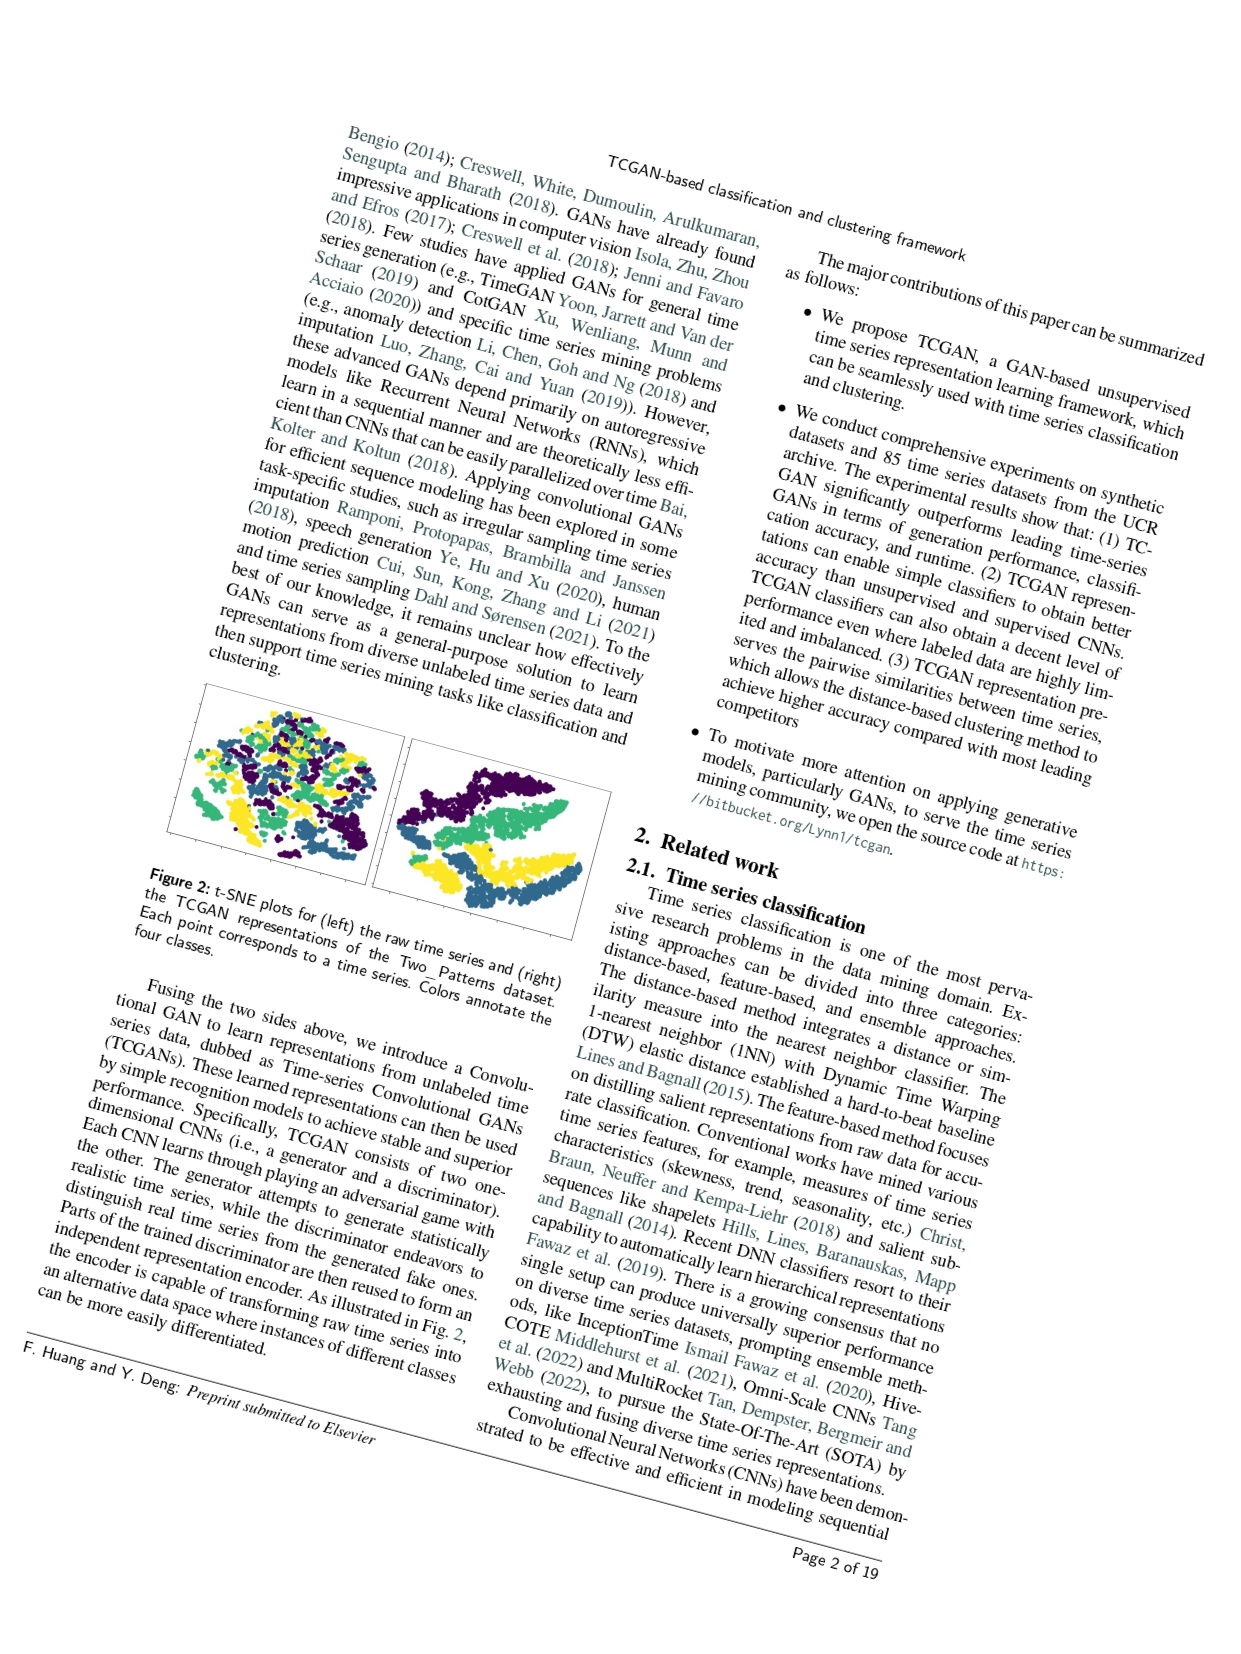 TCGAN-based classification and clustering framework
Bengio (2014); Creswell, White, Dumoulin, Arulkumaran,
Sengupta and Bharath (2018). GANs have already found
impressive applications in computer vision Isola, Zhu, Zhou
and Efros (2017); Creswell et al. (2018); Jenni and Favaro
(2018). Few studies have applied GANs for general time
series generation (e.g., TimeGAN Yoon, Jarrett and Van der
Schaar (2019) and CotGAN Xu, Wenliang, Munn and
Acciaio (2020)) and specific time series mining problems
(e.g., anomaly detection Li, Chen, Goh and Ng (2018) and
imputation Luo, Zhang, Cai and Yuan (2019)). However,
these advanced GANs depend primarily on autoregressive
models like Recurrent Neural Networks (RNNs), which
learn in a sequential manner and are theoretically less effi-
cient than CNNs that can be easily parallelized over time Bai,
Kolter and Koltun (2018). Applying convolutional GANs
for efficient sequence modeling has been explored in some
task-specific studies, such as irregular sampling time series
imputation Ramponi, Protopapas, Brambilla and Janssen
(2018), speech generation Ye, Hu and Xu (2020), human
motion prediction Cui, Sun, Kong, Zhang and Li (2021)
and time series sampling Dahl and Sørensen (2021). To the
best of our knowledge, it remains unclear how effectively
GANs can serve as a general-purpose solution to learn
representations from diverse unlabeled time series data and
then support time series mining tasks like classification and
clustering.
Figure 2: t-SNE plots for (left) the raw time series and (right)
the TCGAN representations of the Two_Patterns dataset.
Each point corresponds to a time series. Colors annotate the
four classes.
Fusing the two sides above, we introduce a Convolu-
tional GAN to learn representations from unlabeled time
series data, dubbed as Time-series Convolutional GANs
(TCGANs). These learned representations can then be used
by simple recognition models to achieve stable and superior
performance. Specifically, TCGAN consists of two one-
dimensional CNNs (i.e., a generator and a discriminator).
Each CNN learns through playing an adversarial game with
the other. The generator attempts to generate statistically
realistic time series, while the discriminator endeavors to
distinguish real time series from the generated fake ones.
Parts of the trained discriminator are then reused to form an
independent representation encoder. As illustrated in Fig. 2,
the encoder is capable of transforming raw time series into
an alternative data space where instances of different classes
can be more easily differentiated.
The major contributions of this paper can be summarized
as follows:
• We propose TCGAN, a GAN-based unsupervised
time series representation learning framework, which
can be seamlessly used with time series classification
and clustering.
• We conduct comprehensive experiments on synthetic
datasets and 85 time series datasets from the UCR
archive. The experimental results show that: (1) TC-
GAN significantly outperforms leading time-series
GANs in terms of generation performance, classifi-
cation accuracy, and runtime. (2) TCGAN represen-
tations can enable simple classifiers to obtain better
accuracy than unsupervised and supervised CNNs.
TCGAN classifiers can also obtain a decent level of
performance even where labeled data are highly lim-
ited and imbalanced. (3) TCGAN representation pre-
serves the pairwise similarities between time series,
which allows the distance-based clustering method to
achieve higher accuracy compared with most leading
competitors
• To motivate more attention on applying generative
models, particularly GANs, to serve the time series
mining community, we open the source code at https:
//bitbucket.org/Lynn1/tcgan.
2. Related work
2.1. Time series classification
Time series classification is one of the most perva-
sive research problems in the data mining domain. Ex-
isting approaches can be divided into three categories:
distance-based, feature-based, and ensemble approaches.
The distance-based method integrates a distance or sim-
ilarity measure into the nearest neighbor classifier. The
1-nearest neighbor (1NN) with Dynamic Time Warping
(DTW) elastic distance established a hard-to-beat baseline
Lines and Bagnall (2015). The feature-based method focuses
on distilling salient representations from raw data for accu-
rate classification. Conventional works have mined various
time series features, for example, measures of time series
characteristics (skewness, trend, seasonality, etc.) Christ,
Braun, Neuffer and Kempa-Liehr (2018) and salient sub-
sequences like shapelets Hills, Lines, Baranauskas, Mapp
and Bagnall (2014). Recent DNN classifiers resort to their
capability to automatically learn hierarchical representations
Fawaz et al. (2019). There is a growing consensus that no
single setup can produce universally superior performance
on diverse time series datasets, prompting ensemble meth-
ods, like InceptionTime Ismail Fawaz et al. (2020), Hive-
COTE Middlehurst et al. (2021), Omni-Scale CNNs Tang
et al. (2022) and MultiRocket Tan, Dempster, Bergmeir and
Webb (2022), to pursue the State-Of-The-Art (SOTA) by
exhausting and fusing diverse time series representations.
Convolutional Neural Networks (CNNs) have been demon-
strated to be effective and efficient in modeling sequential
F. Huang and Y. Deng: Preprint submitted to Elsevier
Page 2 of 19